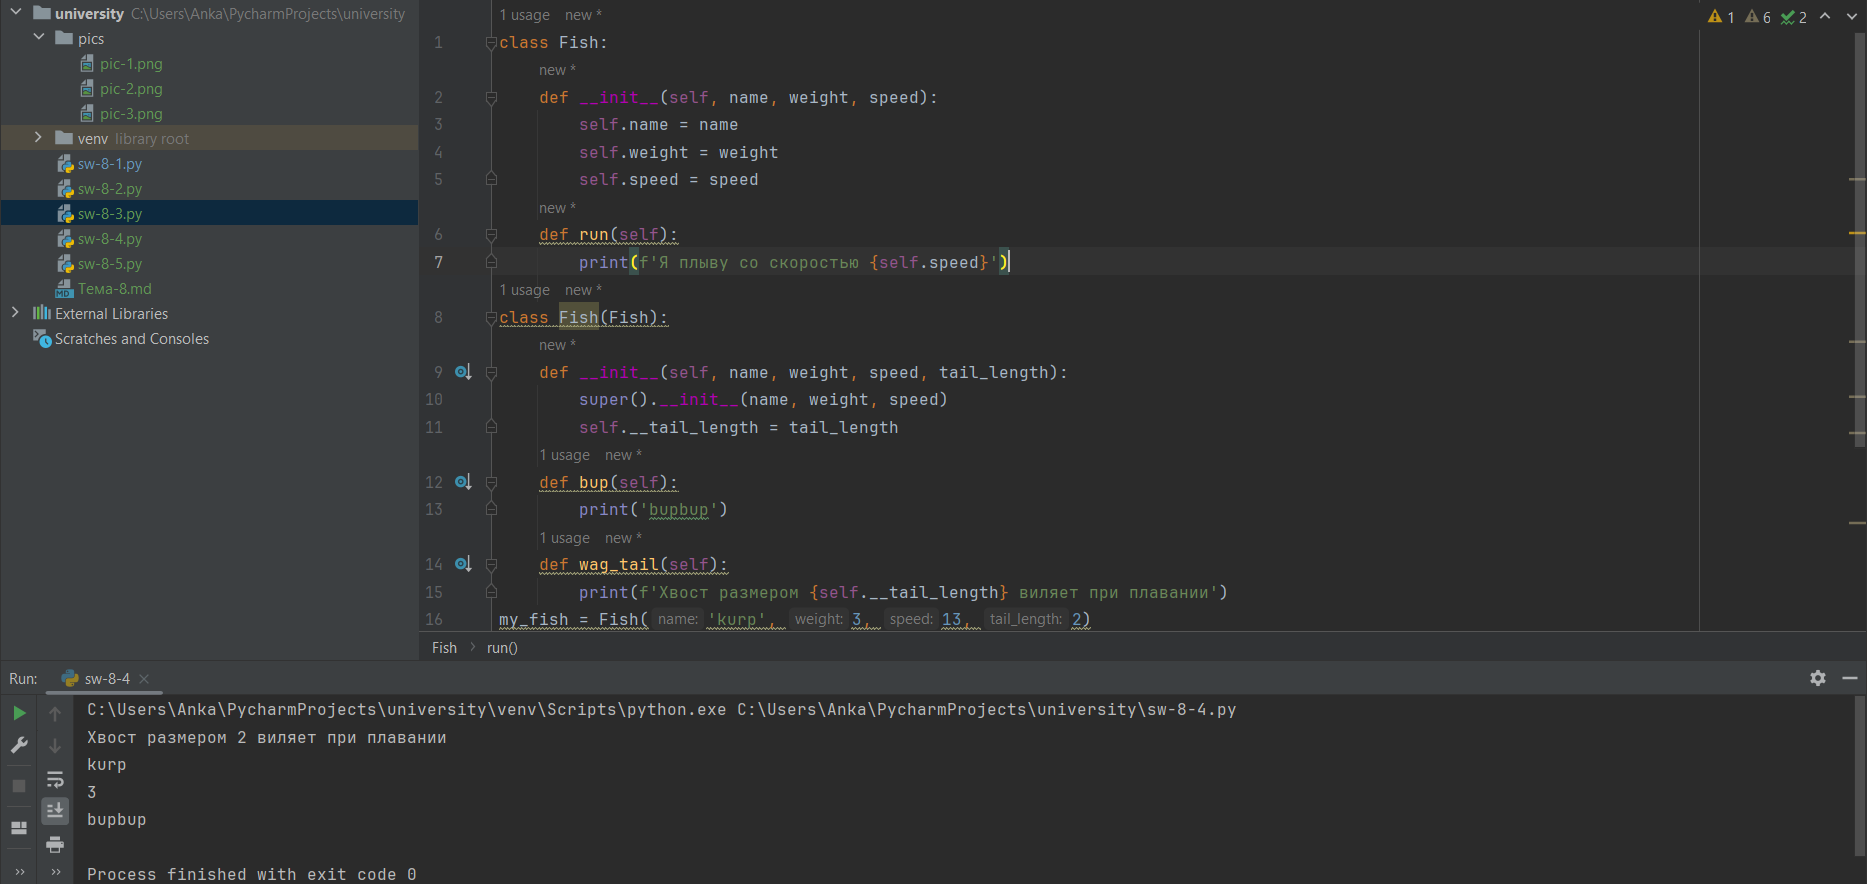 university C:\Users\Anka\PycharmProjects\university
pics
pic-1.png
pic-2.png
pic-3.png
venv library root
sw-8-1.py
sw-8-2.py
sw-8-3.py
sw-8-4.py
sw-8-5.py
Тема-8.md
External Libraries
Scratches and Consoles
1 usage new *
1 class Fish:
new *
2 def __init__(self, name, weight, speed):
3 self.name = name
4 self.weight = weight
5 self.speed = speed
new *
6 def run(self):
7 print(f'Я плыву со скоростью {self.speed}')
1 usage new *
8 class Fish(Fish):
new *
9 def __init__(self, name, weight, speed, tail_length):
10 super().__init__(name, weight, speed)
11 self.__tail_length = tail_length
1 usage new *
12 def bup(self):
13 print('bupbup')
1 usage new *
14 def wag_tail(self):
15 print(f'Хвост размером {self.__tail_length} виляет при плавании')
16 my_fish = Fish( name: 'kurp', weight: 3, speed: 13, tail_length: 2)
1 6 2
Fish > run()
Run: sw-8-4
C:\Users\Anka\PycharmProjects\university\venv\Scripts\python.exe C:\Users\Anka\PycharmProjects\university\sw-8-4.py
Хвост размером 2 виляет при плавании
kurp
3
bupbup
Process finished with exit code 0